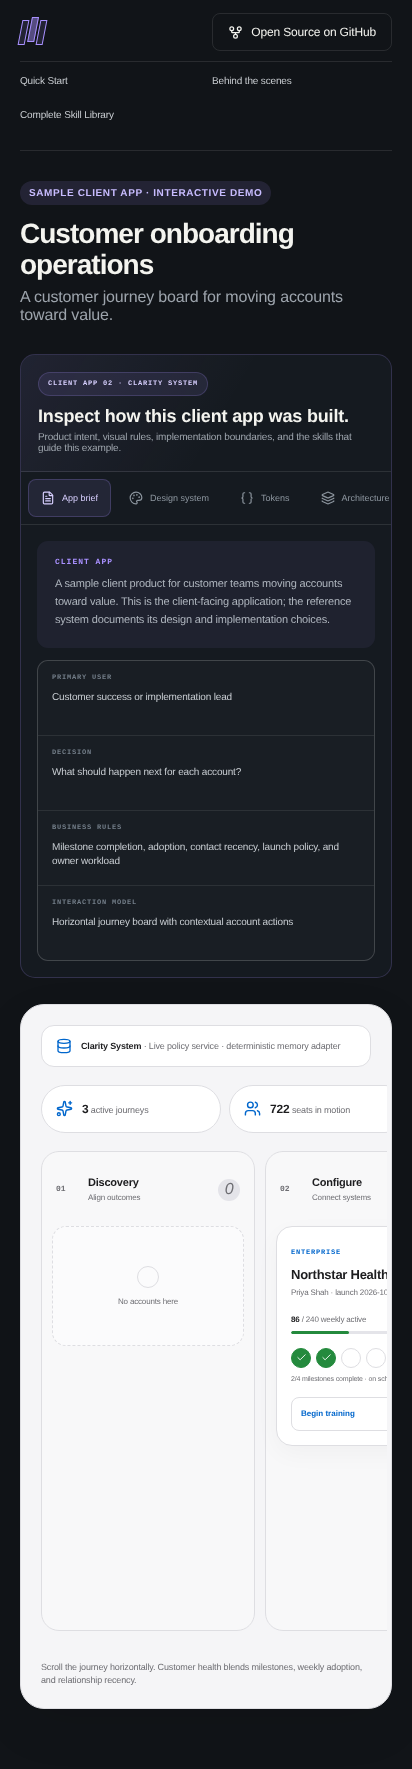 Open Source on GitHub
Quick Start
Behind the scenes
Complete Skill Library
SAMPLE CLIENT APP · INTERACTIVE DEMO
Customer onboarding
operations
A customer journey board for moving accounts
toward value.
CLIENT APP 02 · CLARITY SYSTEM
Inspect how this client app was built.
Product intent, visual rules, implementation boundaries, and the skills that
guide this example.
App brief
Design system
Tokens
Architecture
CLIENT APP
A sample client product for customer teams moving accounts
toward value. This is the client-facing application; the reference
system documents its design and implementation choices.
PRIMARY USER
Customer success or implementation lead
DECISION
What should happen next for each account?
BUSINESS RULES
Milestone completion, adoption, contact recency, launch policy, and
owner workload
INTERACTION MODEL
Horizontal journey board with contextual account actions
Clarity System · Live policy service · deterministic memory adapter
3 active journeys
722 seats in motion
01
Discovery
Align outcomes
0
No accounts here
02
Configure
Connect systems
ENTERPRISE
Northstar Health
Priya Shah · launch 2026-10
86 / 240 weekly active
2/4 milestones complete · on sch
Begin training
Scroll the journey horizontally. Customer health blends milestones, weekly adoption,
and relationship recency.